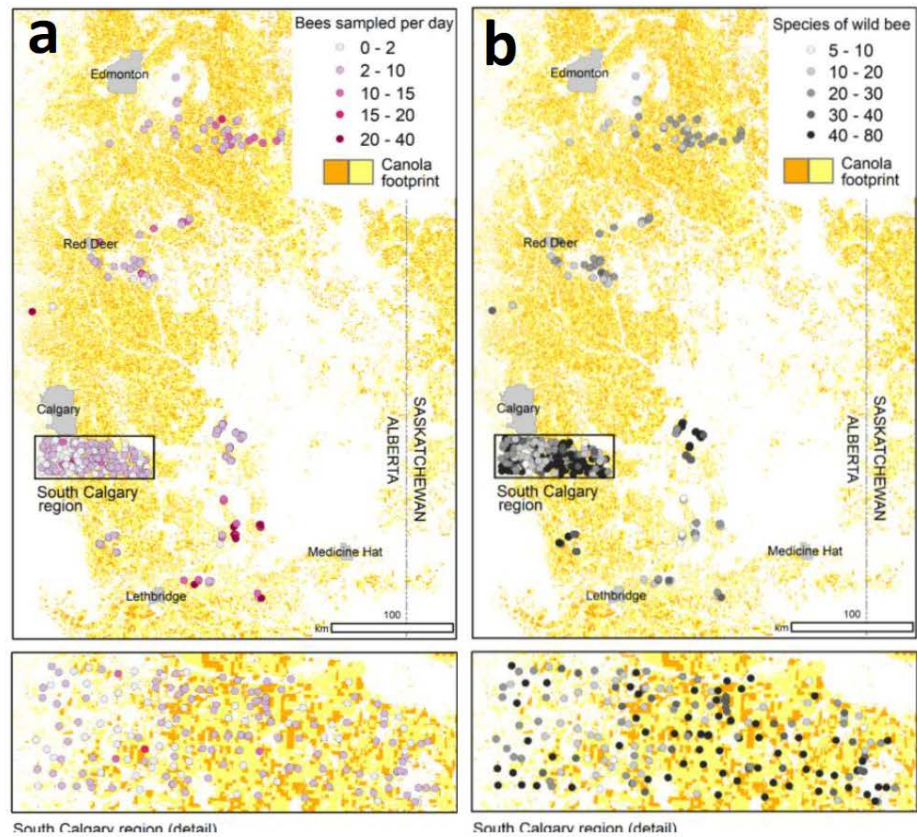 a
Bees sampled per day
0 - 2
2 - 10
10 - 15
15 - 20
20 - 40
Canola
footprint
Edmonton
Red Deer
Calgary
SASKATCHEWAN
ALBERTA
South Calgary
region
Medicine Hat
Lethbridge
100
km
South Calgary region (detail)
b
Species of wild bee
5 - 10
10 - 20
20 - 30
30 - 40
40 - 80
Canola
footprint
Edmonton
Red Deer
Calgary
SASKATCHEWAN
ALBERTA
South Calgary
region
Medicine Hat
Lethbridge
100
km
South Calgary region (detail)